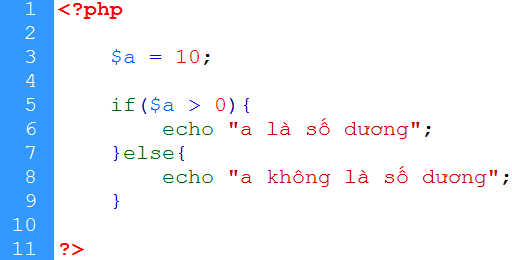 1 <?php
2
3 $a = 10;
4
5 if($a > 0){
6 echo "a là số dương";
7 }else{
8 echo "a không là số dương";
9 }
10
11 ?>